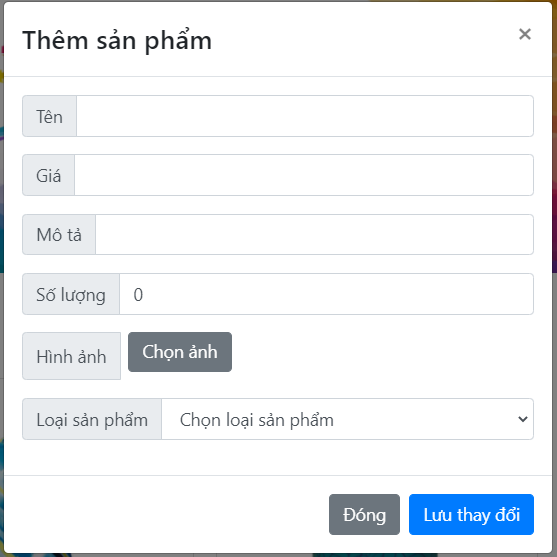 Thêm sản phẩm ×
Tên
Giá
Mô tả
Số lượng 0
Hình ảnh Chọn ảnh
Loại sản phẩm Chọn loại sản phẩm
Đóng Lưu thay đổi